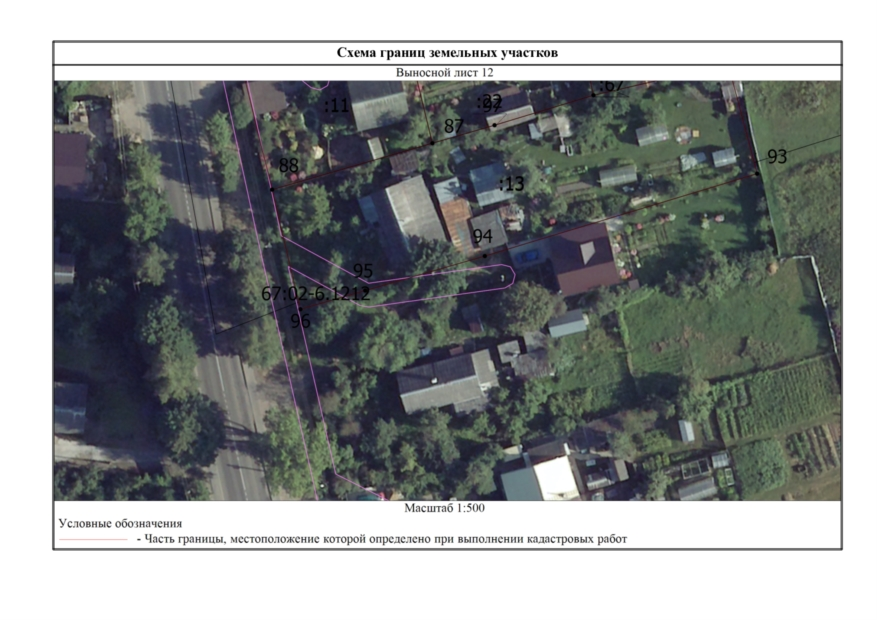 Схема границ земельных участков
Выносной лист 12
:67
:11
87
93
88
:13
94
95
67:02-6.1212
96
Масштаб 1:500
Условные обозначения
- Часть границы, местоположение которой определено при выполнении кадастровых работ